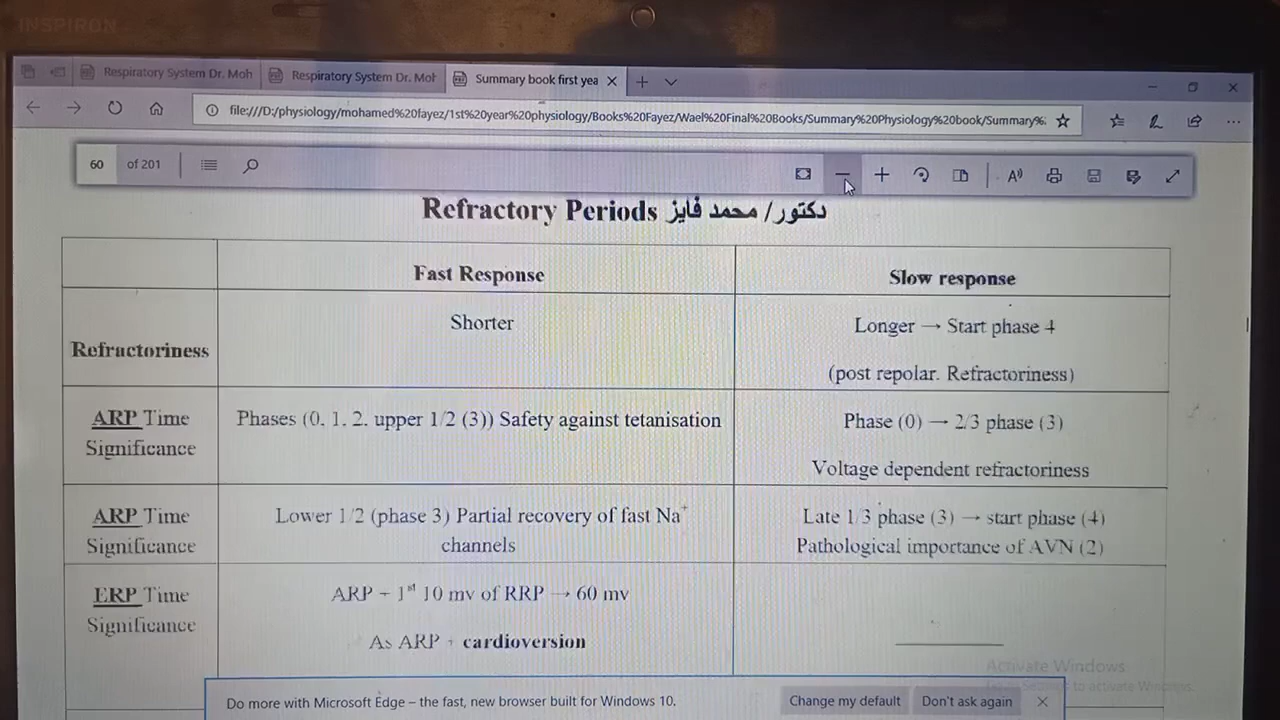 INSPIRON
Respiratory System Dr. Moh
Respiratory System Dr. Moh
Summary book first yea
file:///D:/physiology/mohamed%20fayez/1st%20year%20physiology/Books%20Fayez/Wael%20Final%20Books/Summary%20Physiology%20book/Summary%
60 of 201
Refractory Periods دكتور/ محمد فايز
Fast Response
Slow response
Refractoriness
Shorter
Longer → Start phase 4
(post repolar. Refractoriness)
ARP Time
Significance
Phases (0. 1. 2. upper 1/2 (3)) Safety against tetanisation
Phase (0) → 2/3 phase (3)
Voltage dependent refractoriness
ARP Time
Significance
Lower 1/2 (phase 3) Partial recovery of fast Na+
channels
Late 1/3 phase (3) → start phase (4)
Pathological importance of AVN (2)
ERP Time
Significance
ARP + 1st 10 mv of RRP → 60 mv
As ARP + cardioversion
Activate Windows
to activate Windows.
Do more with Microsoft Edge – the fast, new browser built for Windows 10.
Change my default
Don't ask again